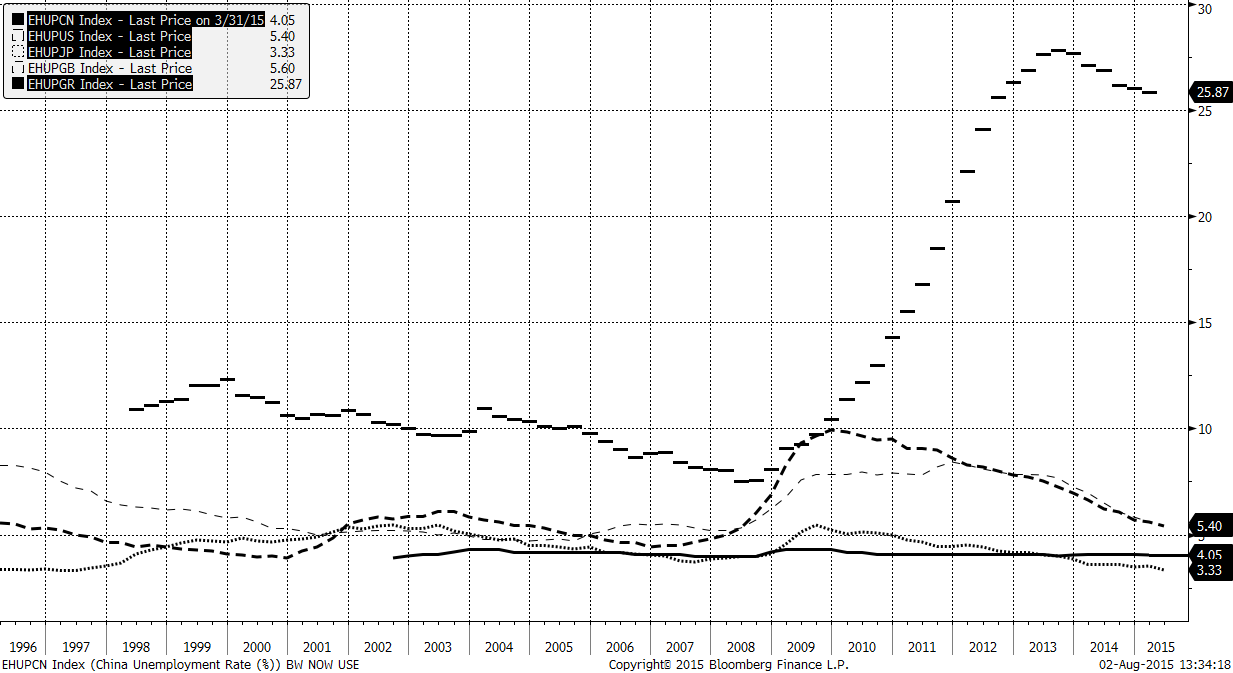 EHUPCN Index - Last Price on 3/31/15 4.05
EHUPUS Index - Last Price 5.40
EHUPJP Index - Last Price 3.33
EHUPGB Index - Last Price 5.60
EHUPGR Index - Last Price 25.87
30
25.87
25
20
15
10
5.40
5
4.05
3.33
1996 1997 1998 1999 2000 2001 2002 2003 2004 2005 2006 2007 2008 2009 2010 2011 2012 2013 2014 2015
EHUPCN Index (China Unemployment Rate (%)) BW NOW USE Copyright© 2015 Bloomberg Finance L.P. 02-Aug-2015 13:34:18